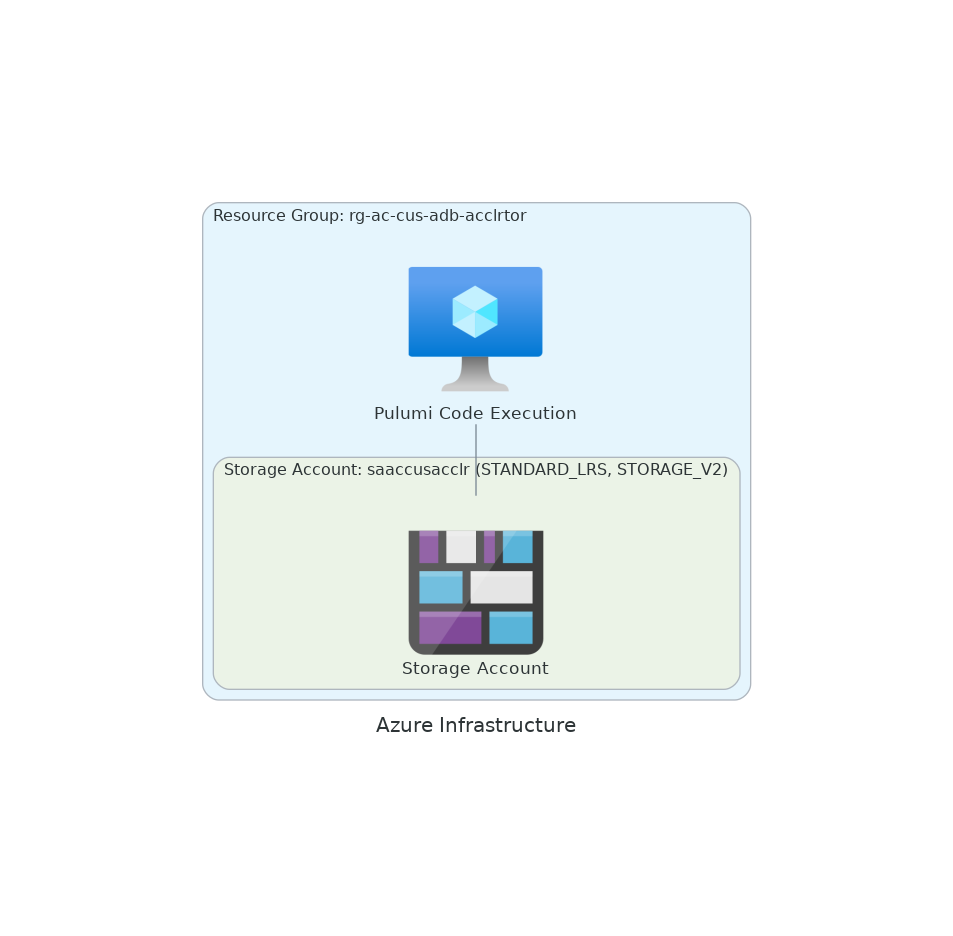 Resource Group: rg-ac-cus-adb-acclrtor
Pulumi Code Execution
Storage Account: saaccusacclr (STANDARD_LRS, STORAGE_V2)
Storage Account
Azure Infrastructure